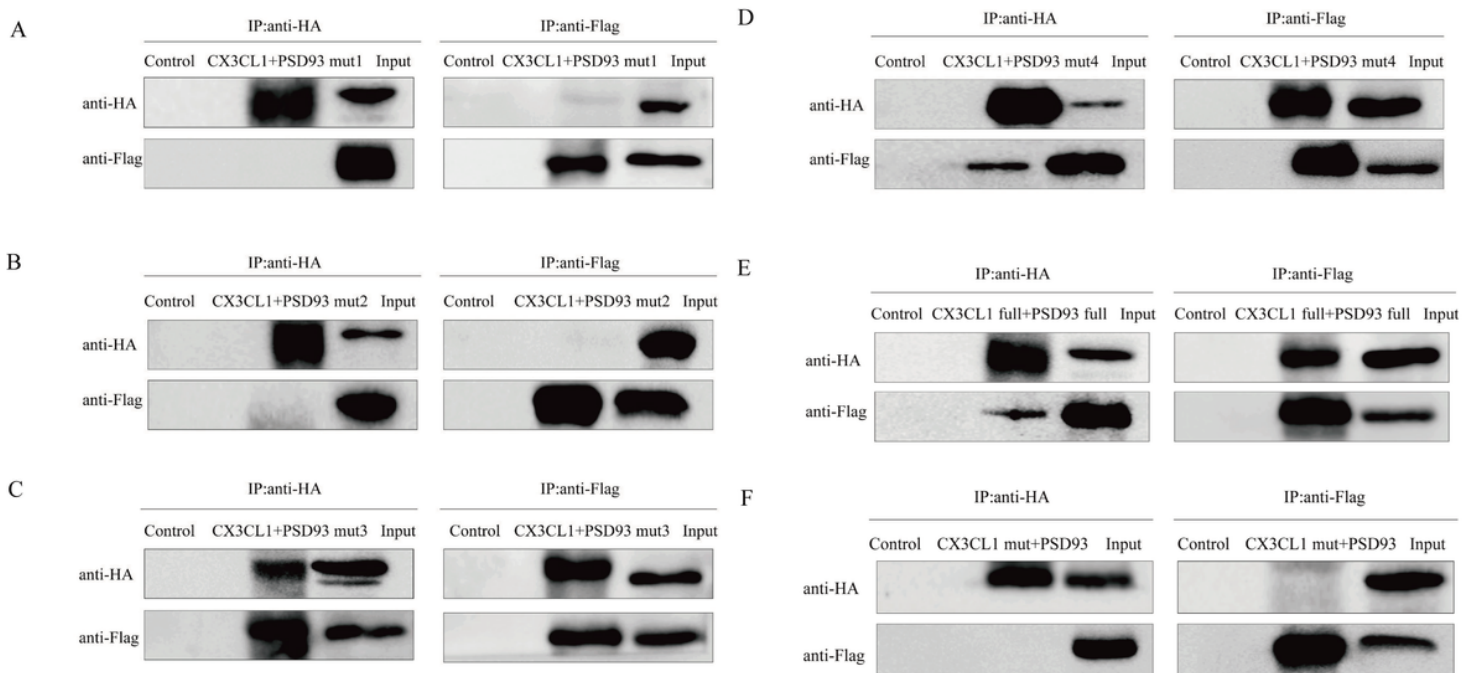 A
IP:anti-HA IP:anti-Flag
Control CX3CL1+PSD93 mut1 Input Control CX3CL1+PSD93 mut1 Input
anti-HA
anti-Flag
B
IP:anti-HA IP:anti-Flag
Control CX3CL1+PSD93 mut2 Input Control CX3CL1+PSD93 mut2 Input
anti-HA
anti-Flag
C
IP:anti-HA IP:anti-Flag
Control CX3CL1+PSD93 mut3 Input Control CX3CL1+PSD93 mut3 Input
anti-HA
anti-Flag
D
IP:anti-HA IP:anti-Flag
Control CX3CL1+PSD93 mut4 Input Control CX3CL1+PSD93 mut4 Input
anti-HA
anti-Flag
E
IP:anti-HA IP:anti-Flag
Control CX3CL1 full+PSD93 full Input Control CX3CL1 full+PSD93 full Input
anti-HA
anti-Flag
F
IP:anti-HA IP:anti-Flag
Control CX3CL1 mut+PSD93 Input Control CX3CL1 mut+PSD93 Input
anti-HA
anti-Flag